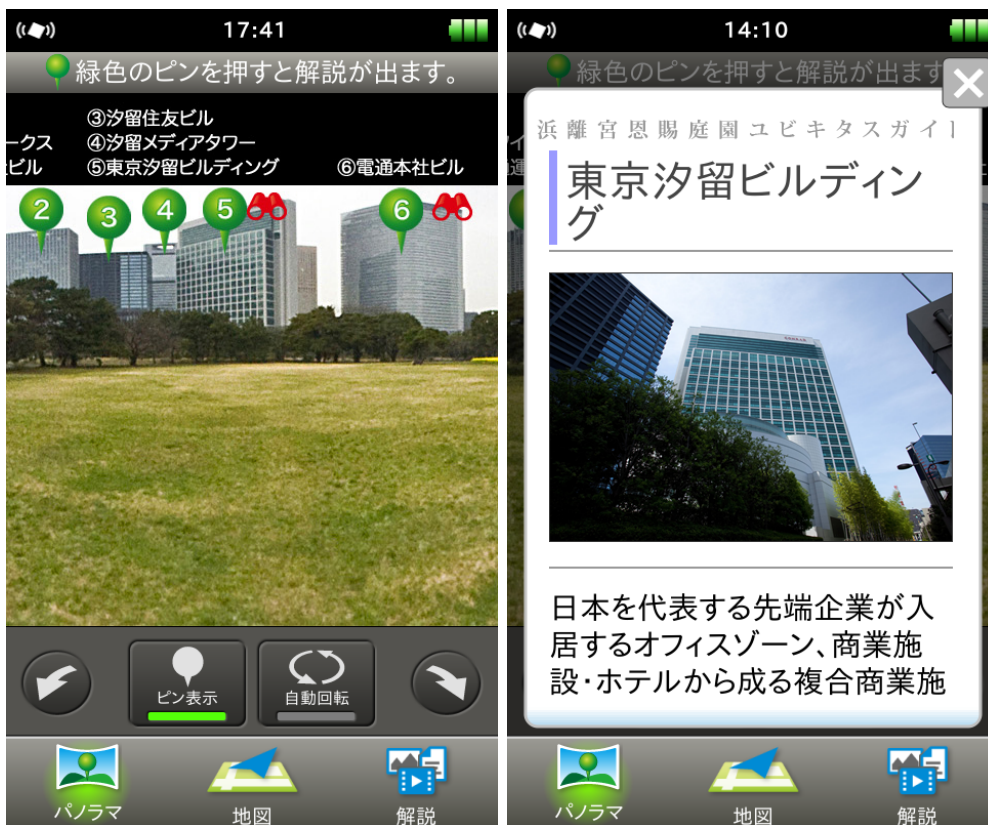 17:41
緑色のピンを押すと解説が出ます。
③汐留住友ビル
ークス ④汐留メディアタワー
ビル ⑤東京汐留ビルディング ⑥電通本社ビル
2 3 4 5 6
ピン表示 自動回転
パノラマ 地図 解説
14:10
緑色のピンを押すと解説が出ます
浜離宮恩賜庭園ユビキタスガイ
東京汐留ビルディン
グ
日本を代表する先端企業が入
居するオフィスゾーン、商業施
設・ホテルから成る複合商業施
パノラマ 地図 解説